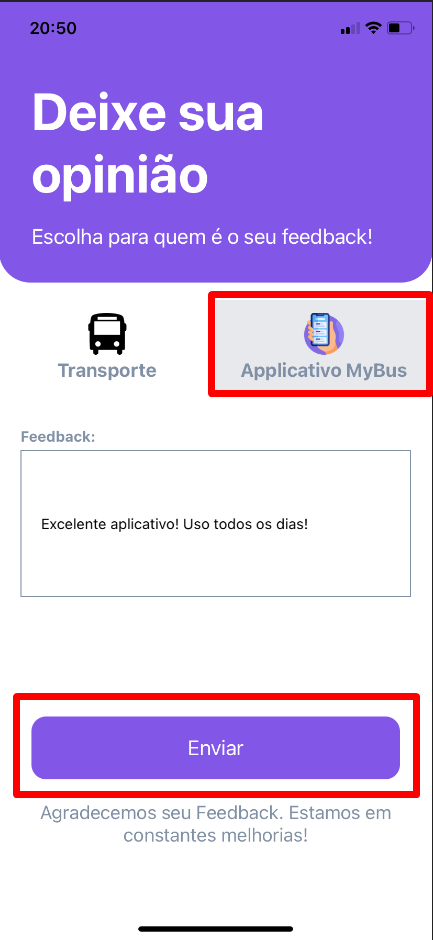 20:50
Deixe sua
opinião
Escolha para quem é o seu feedback!
Transporte
Applicativo MyBus
Feedback:
Excelente aplicativo! Uso todos os dias!
Enviar
Agradecemos seu Feedback. Estamos em
constantes melhorias!